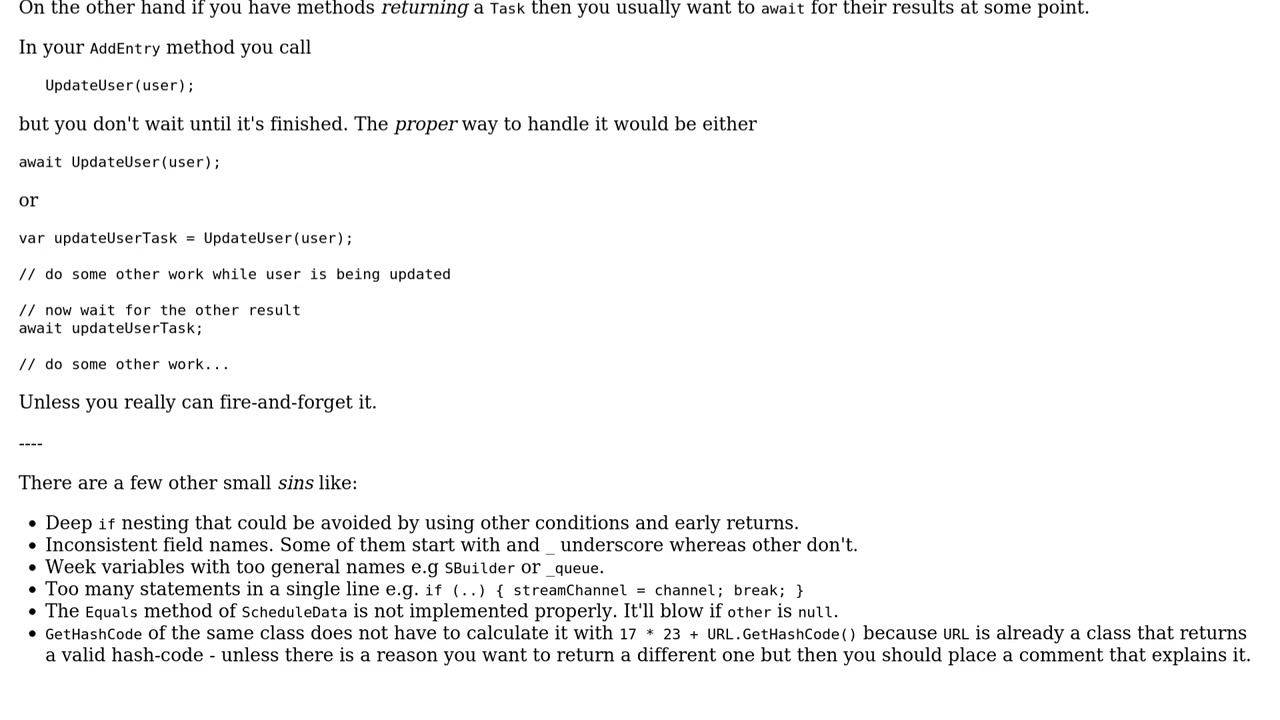 On the other hand if you have methods returning a Task then you usually want to await for their results at some point.
In your AddEntry method you call
UpdateUser(user);
but you don't wait until it's finished. The proper way to handle it would be either
await UpdateUser(user);
or
var updateUserTask = UpdateUser(user);
// do some other work while user is being updated
// now wait for the other result
await updateUserTask;
// do some other work...
Unless you really can fire-and-forget it.
----
There are a few other small sins like:
• Deep if nesting that could be avoided by using other conditions and early returns.
• Inconsistent field names. Some of them start with and _ underscore whereas other don't.
• Week variables with too general names e.g SBuilder or _queue.
• Too many statements in a single line e.g. if (..) { streamChannel = channel; break; }
• The Equals method of ScheduleData is not implemented properly. It'll blow if other is null.
• GetHashCode of the same class does not have to calculate it with 17 * 23 + URL.GetHashCode() because URL is already a class that returns
a valid hash-code - unless there is a reason you want to return a different one but then you should place a comment that explains it.